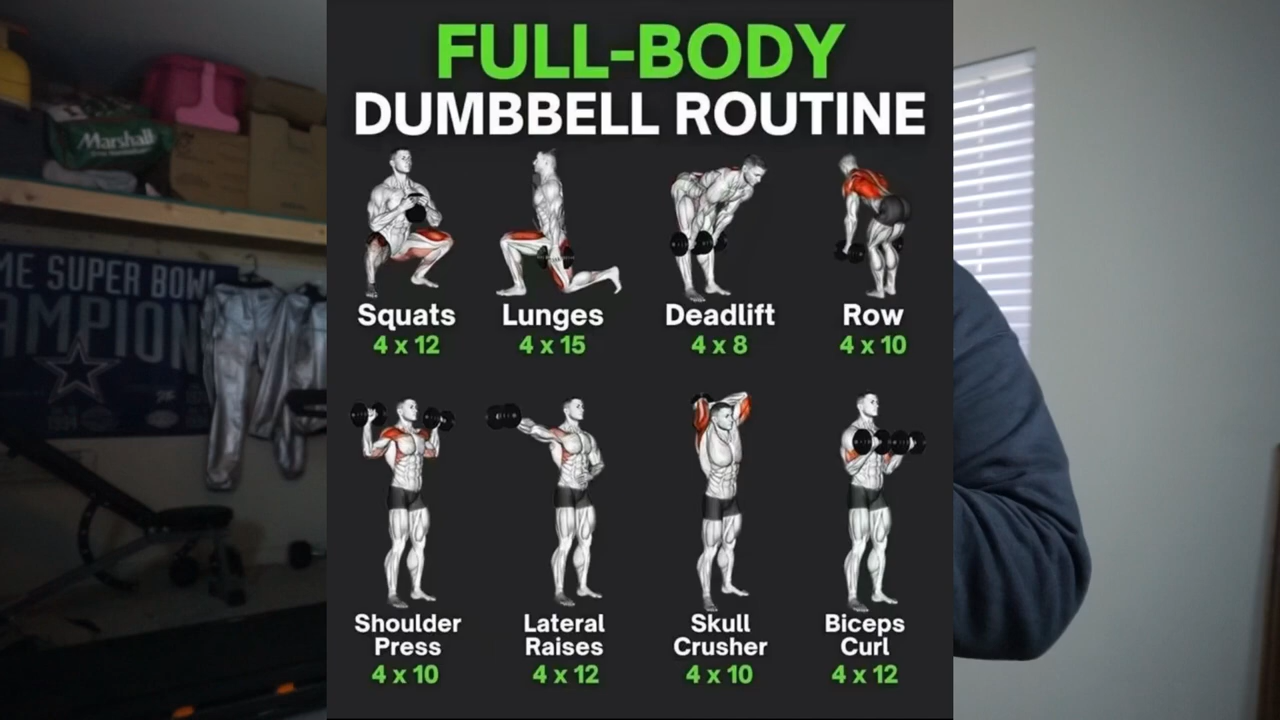 FULL-BODY
DUMBBELL ROUTINE
Squats
4 x 12
Lunges
4 x 15
Deadlift
4 x 8
Row
4 x 10
Shoulder
Press
4 x 10
Lateral
Raises
4 x 12
Skull
Crusher
4 x 10
Biceps
Curl
4 x 12
Marshall
ME SUPER BOWL
AMPION